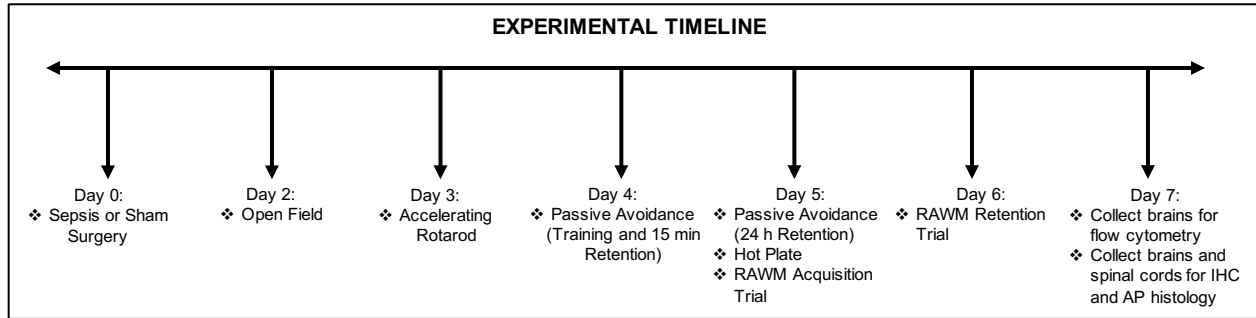 EXPERIMENTAL TIMELINE
Day 0:
❖ Sepsis or Sham
Surgery
Day 2:
❖ Open Field
Day 3:
❖ Accelerating
Rotarod
Day 4:
❖ Passive Avoidance
(Training and 15 min
Retention)
Day 5:
❖ Passive Avoidance
(24 h Retention)
❖ Hot Plate
❖ RAWM Acquisition
Trial
Day 6:
❖ RAWM Retention
Trial
Day 7:
❖ Collect brains for
flow cytometry
❖ Collect brains and
spinal cords for IHC
and AP histology